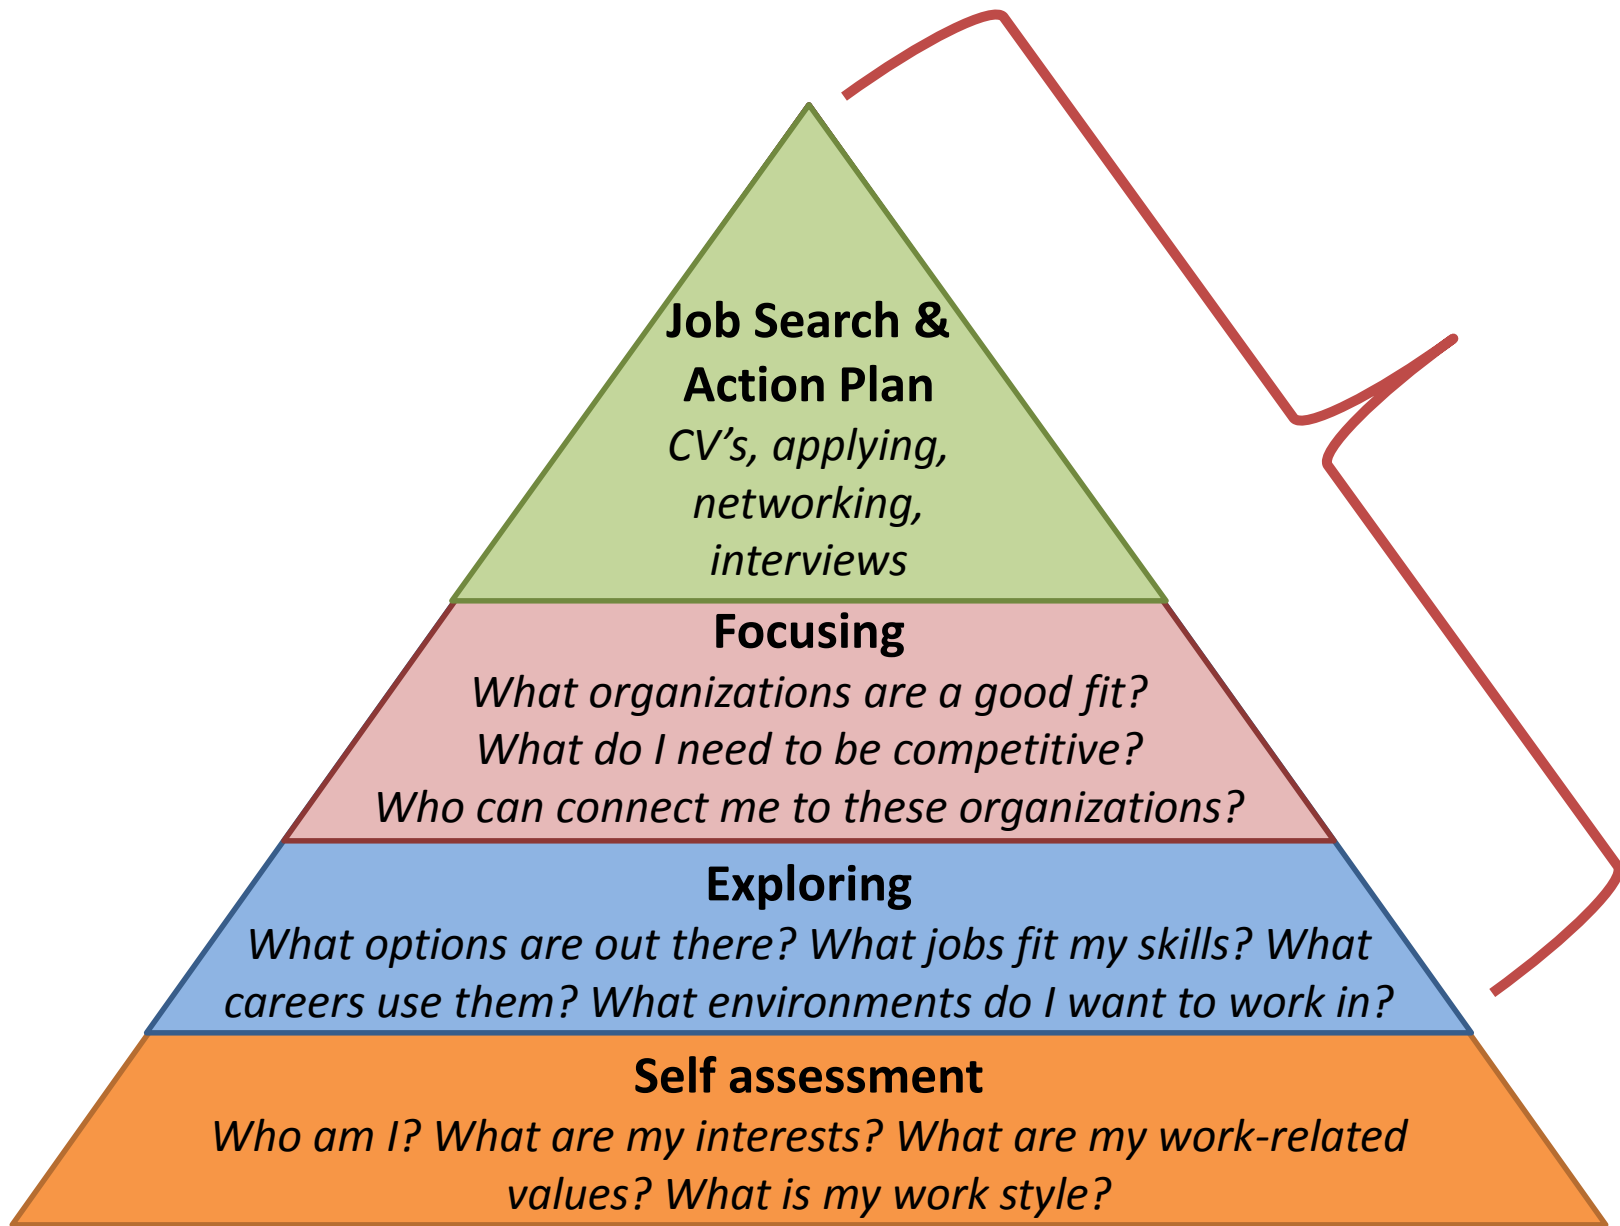 Job Search &
Action Plan
CV’s, applying,
networking,
interviews
Focusing
What organizations are a good fit?
What do I need to be competitive?
Who can connect me to these organizations?
Exploring
What options are out there? What jobs fit my skills? What
careers use them? What environments do I want to work in?
Self assessment
Who am I? What are my interests? What are my work-related
values? What is my work style?